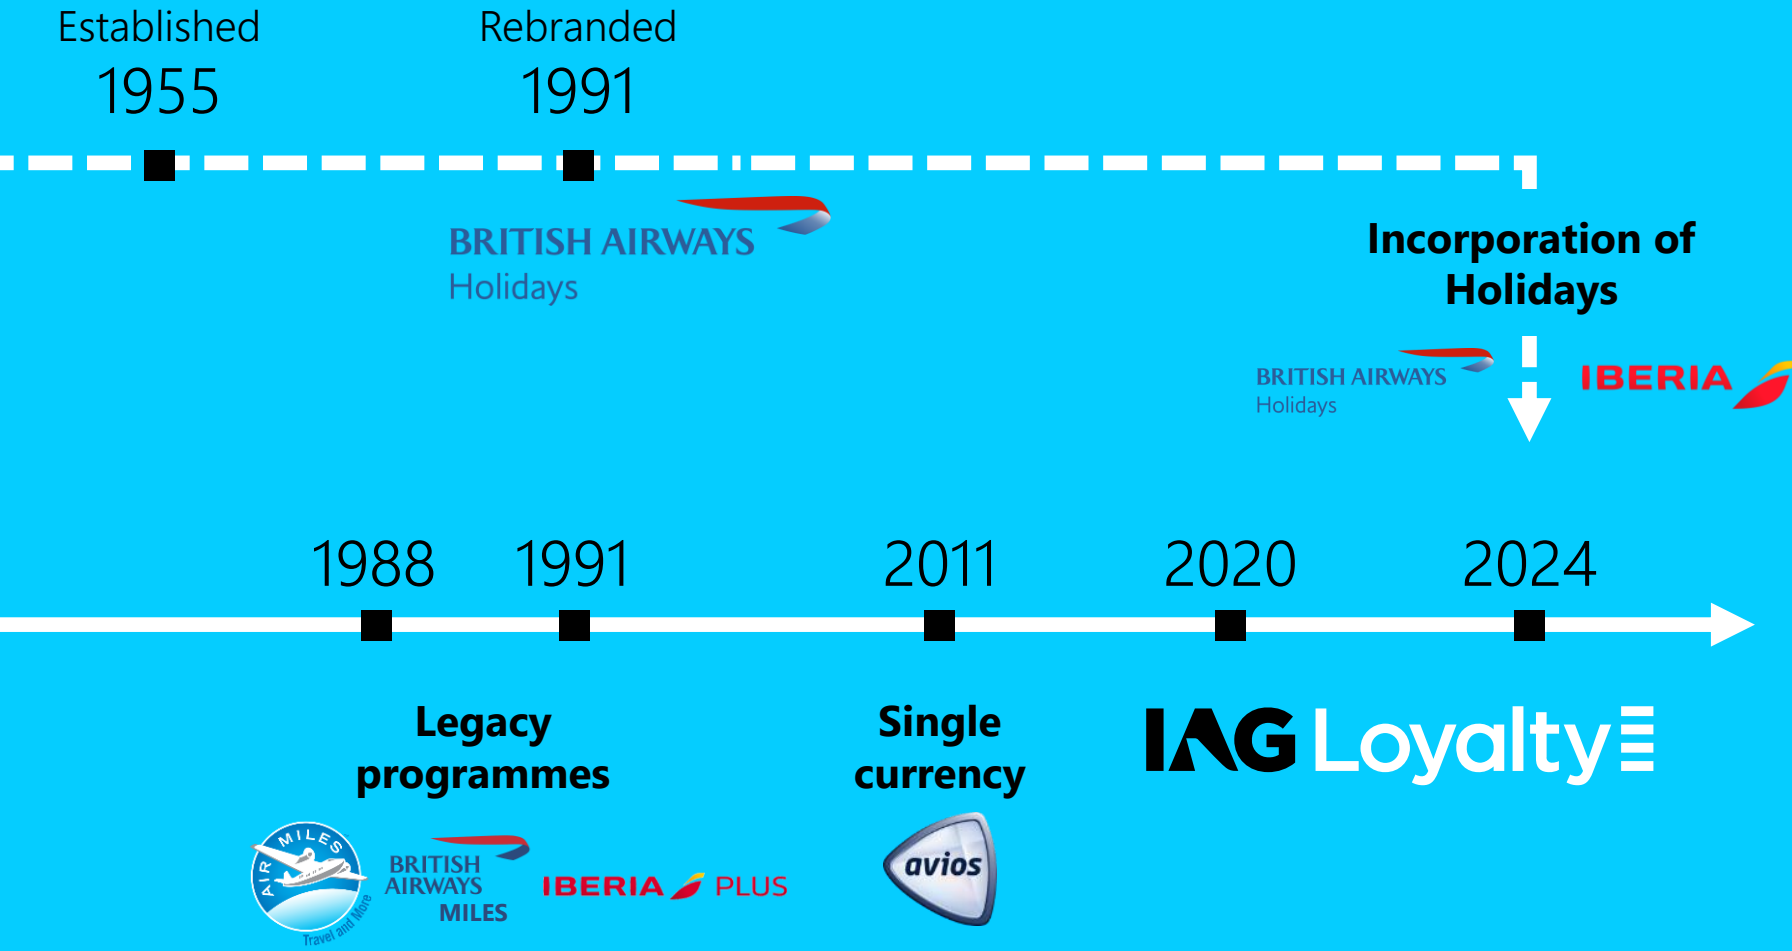 Established
1955
Rebranded
1991
BRITISH AIRWAYS
Holidays
Incorporation of
Holidays
BRITISH AIRWAYS
Holidays
IBERIA
1988
1991
2011
2020
2024
Legacy
programmes
Single
currency
IAG Loyalty
AIR MILES
Travel and More
BRITISH
AIRWAYS
MILES
IBERIA PLUS
avios